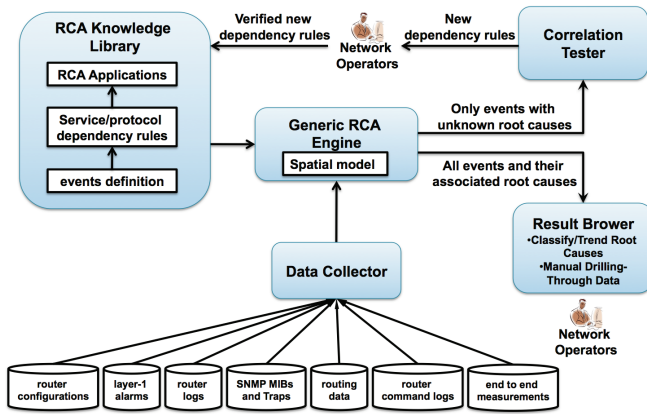 RCA Knowledge
Library
RCA Applications
Service/protocol
dependency rules
events definition
Verified new
dependency rules
Network
Operators
New
dependency rules
Correlation
Tester
Generic RCA
Engine
Spatial model
Only events with
unknown root causes
All events and their
associated root causes
Result Brower
•Classify/Trend Root
Causes
•Manual Drilling-
Through Data
Network
Operators
Data Collector
router
configurations
layer-1
alarms
router
logs
SNMP MIBs
and Traps
routing
data
router
command logs
end to end
measurements